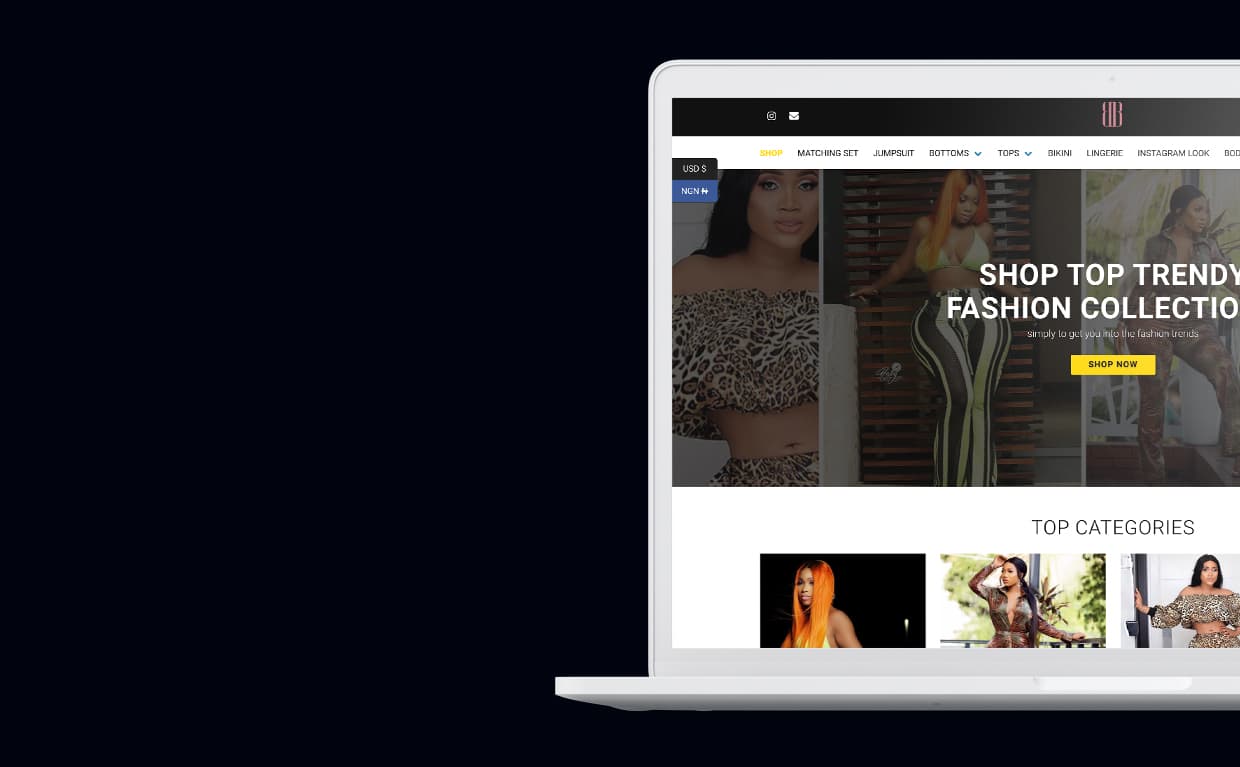 SHOP MATCHING SET JUMPSUIT BOTTOMS TOPS BIKINI LINGERIE INSTAGRAM LOOK BOD
USD $
NGN ₦
SHOP TOP TRENDY
FASHION COLLECTIO
simply to get you into the fashion trends
SHOP NOW
TOP CATEGORIES